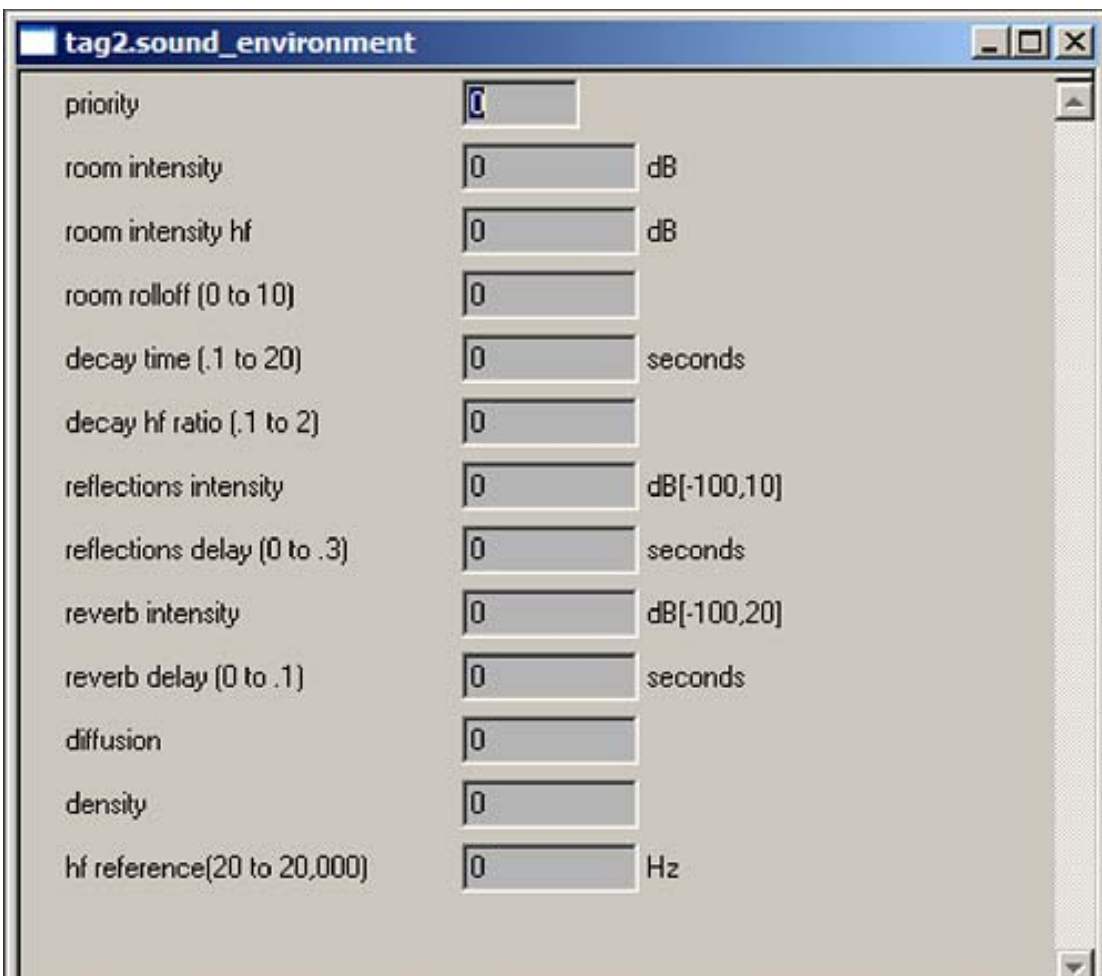 tag2.sound_environment
priority 0
room intensity 0 dB
room intensity hf 0 dB
room rolloff (0 to 10) 0
decay time (.1 to 20) 0 seconds
decay hf ratio (.1 to 2) 0
reflections intensity 0 dB[-100,10]
reflections delay (0 to .3) 0 seconds
reverb intensity 0 dB[-100,20]
reverb delay (0 to .1) 0 seconds
diffusion 0
density 0
hf reference(20 to 20,000) 0 Hz